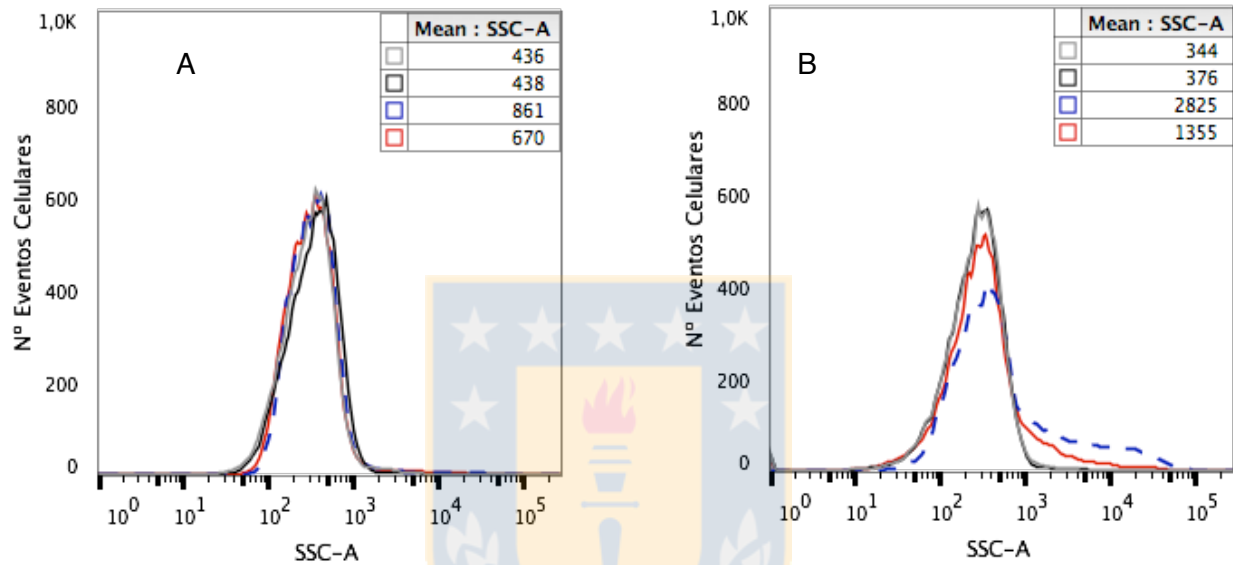 A
Mean : SSC-A
436
438
861
670
1,0K
800
600
400
200
0
Nº Eventos Celulares
10^0 10^1 10^2 10^3 10^4 10^5
SSC-A
B
Mean : SSC-A
344
376
2825
1355
1,0K
800
600
400
200
0
Nº Eventos Celulares
10^0 10^1 10^2 10^3 10^4 10^5
SSC-A